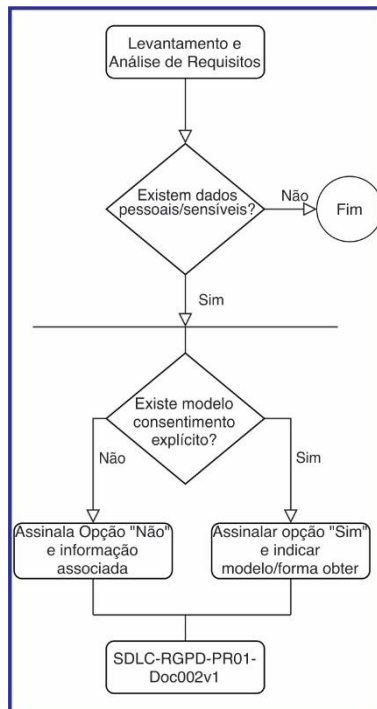 Levantamento e
Análise de Requisitos
Existem dados
pessoais/sensíveis?
Não
Fim
Sim
Existe modelo
consentimento
explícito?
Não
Sim
Assinala Opção "Não"
e informação
associada
Assinalar opção "Sim"
e indicar
modelo/forma obter
SDLC-RGPD-PR01-
Doc002v1